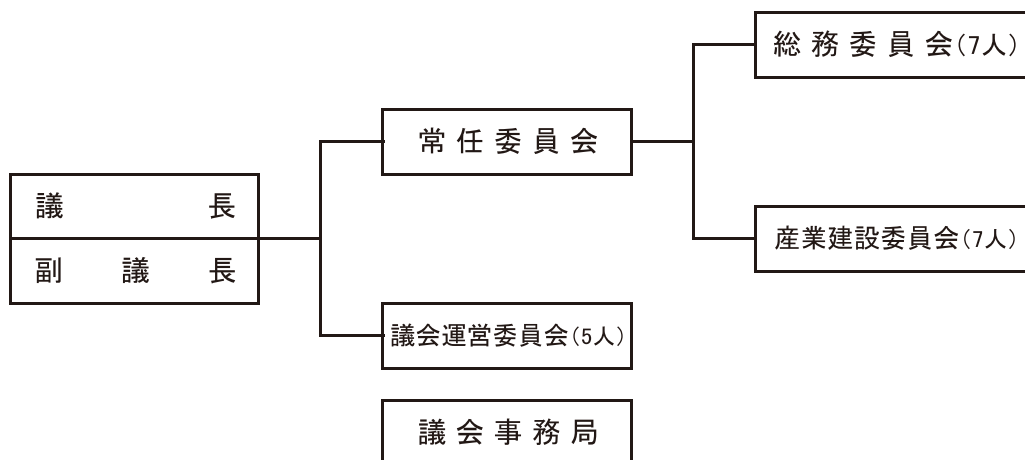 総務委員会(7人)
常任委員会
議長
産業建設委員会(7人)
副議長
議会運営委員会(5人)
議会事務局